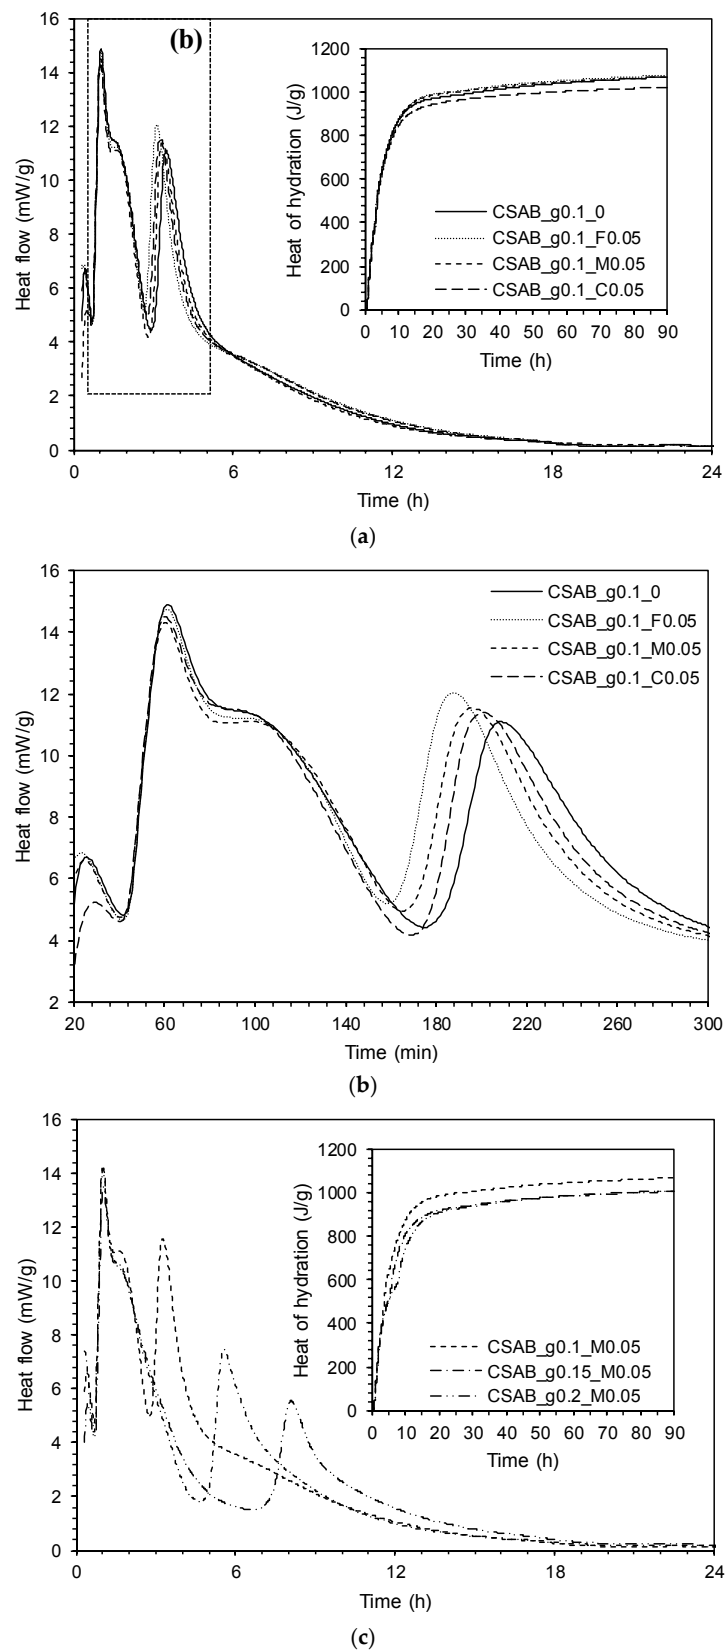 16
14
12
10
8
6
4
2
0
Heat flow (mW/g)
(b)
1200
1000
800
600
400
200
0
Heat of hydration (J/g)
CSAB_g0.1_0
CSAB_g0.1_F0.05
CSAB_g0.1_M0.05
CSAB_g0.1_C0.05
0 10 20 30 40 50 60 70 80 90
Time (h)
0 6 12 18 24
Time (h)
(a)
16
14
12
10
8
6
4
2
Heat flow (mW/g)
CSAB_g0.1_0
CSAB_g0.1_F0.05
CSAB_g0.1_M0.05
CSAB_g0.1_C0.05
20 60 100 140 180 220 260 300
Time (min)
(b)
16
14
12
10
8
6
4
2
0
Heat flow (mW/g)
1200
1000
800
600
400
200
0
Heat of hydration (J/g)
CSAB_g0.1_M0.05
CSAB_g0.15_M0.05
CSAB_g0.2_M0.05
0 10 20 30 40 50 60 70 80 90
Time (h)
0 6 12 18 24
Time (h)
(c)